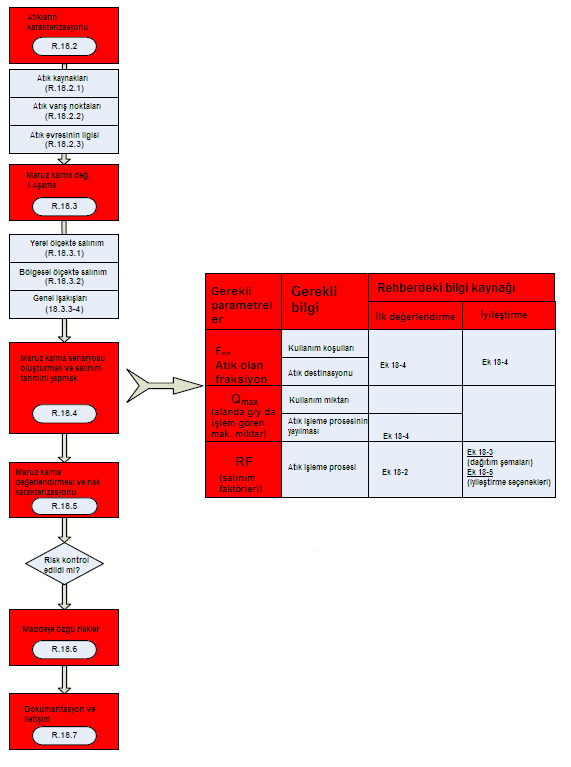 Atıkların
karakterizasyonu
R.18.2
Atık kaynakları
(R.18.2.1)
Atık varış noktaları
(R.18.2.2)
Atık evresinin ilgisi
(R.18.2.3)
Maruz kalma değ.
1.Aşama
R.18.3
Yerel ölçekte salınım
(R.18.3.1)
Bölgesel ölçekte salınım
(R.18.3.2)
Genel işakışları
(18.3.3-4)
Maruz kalma senaryosu
oluşturmak ve salınım
tahmini yapmak
R.18.4
Maruz kalma
değerlendirmesi ve risk
karakterizasyonu
R.18.5
Risk kontrol
edildi mi?
Maddeye özgü riskler
R.18.6
Dokümantasyon ve
iletişim
R.18.7
Gerekli
parametrel
er
Gerekli
bilgi
Rehberdeki bilgi kaynağı
İlk değerlendirme
İyileştirme
Atık olan
fraksiyon
Kullanım koşulları
Atık destinasyonu
Ek 18-4
Ek 18-4
Qmax
(alanda g/y da
işlem gören
mak. miktar)
Kullanım miktarı
Atık işleme prosesinin
yayılması
Ek 18-4
RF
(salınım
faktörleri)
Atık işleme prosesi
Ek 18-2
Ek 18-3
(dağıtım şemaları)
Ek 18-5
(iyileştirme seçenekleri)